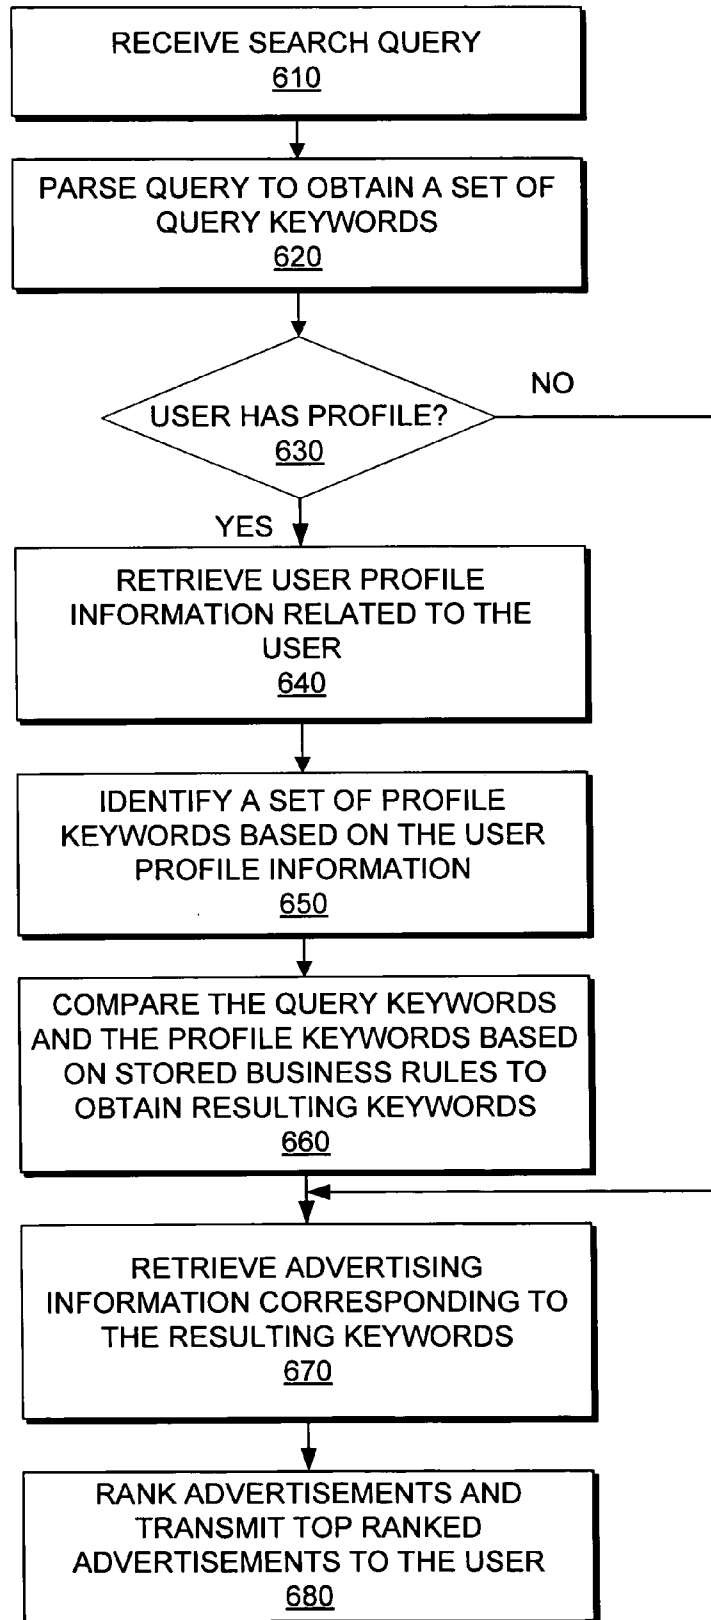 RECEIVE SEARCH QUERY
610
PARSE QUERY TO OBTAIN A SET OF
QUERY KEYWORDS
620
NO
USER HAS PROFILE?
630
YES
RETRIEVE USER PROFILE
INFORMATION RELATED TO THE
USER
640
IDENTIFY A SET OF PROFILE
KEYWORDS BASED ON THE USER
PROFILE INFORMATION
650
COMPARE THE QUERY KEYWORDS
AND THE PROFILE KEYWORDS BASED
ON STORED BUSINESS RULES TO
OBTAIN RESULTING KEYWORDS
660
RETRIEVE ADVERTISING
INFORMATION CORRESPONDING TO
THE RESULTING KEYWORDS
670
RANK ADVERTISEMENTS AND
TRANSMIT TOP RANKED
ADVERTISEMENTS TO THE USER
680